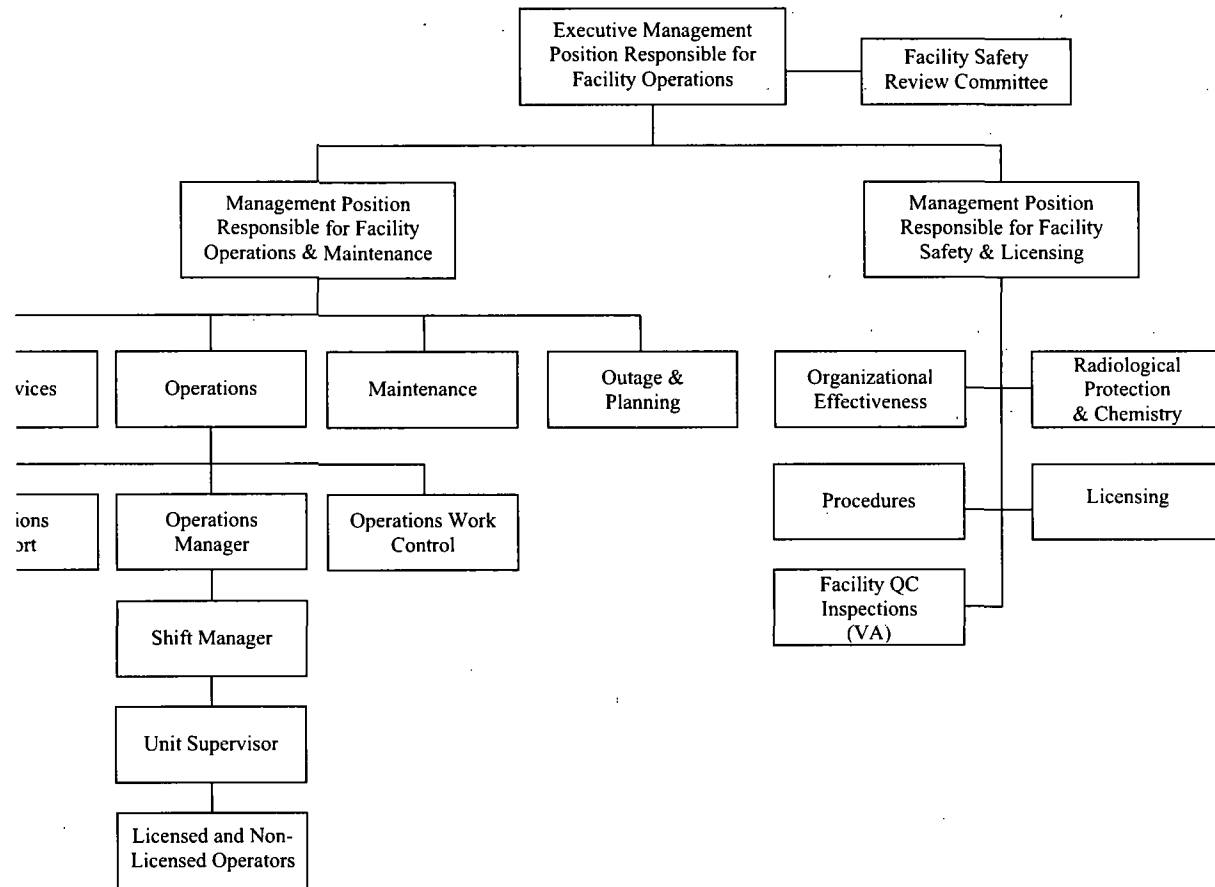 Executive Management
Position Responsible for
Facility Operations
Facility Safety
Review Committee
Management Position
Responsible for Facility
Operations & Maintenance
Management Position
Responsible for Facility
Safety & Licensing
Operations
Maintenance
Outage &
Planning
Organizational
Effectiveness
Radiological
Protection
& Chemistry
Operations
Manager
Operations Work
Control
Procedures
Licensing
Facility QC
Inspections
(VA)
Shift Manager
Unit Supervisor
Licensed and Non-
Licensed Operators